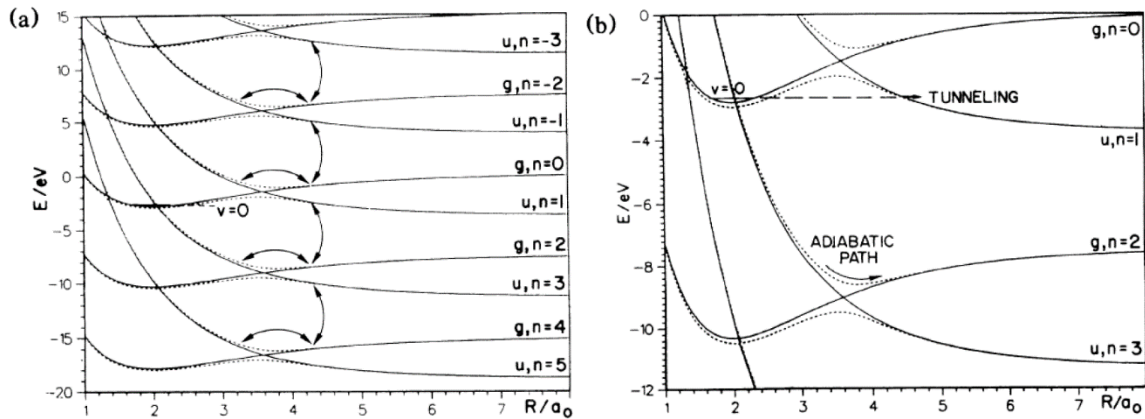 (a)
15
10
5
0
-5
-10
-15
-20
E/eV
1
2
3
4
5
6
7
R/a₀
u,n=-3
g,n=-2
u,n=-1
g,n=0
v=0
u,n=1
g,n=2
u,n=3
g,n=4
u,n=5
(b)
0
-2
-4
-6
-8
-10
-12
E/eV
1
2
3
4
5
6
7
R/a₀
g,n=0
v=0
TUNNELING
u,n=1
ADIABATIC
PATH
g,n=2
u,n=3